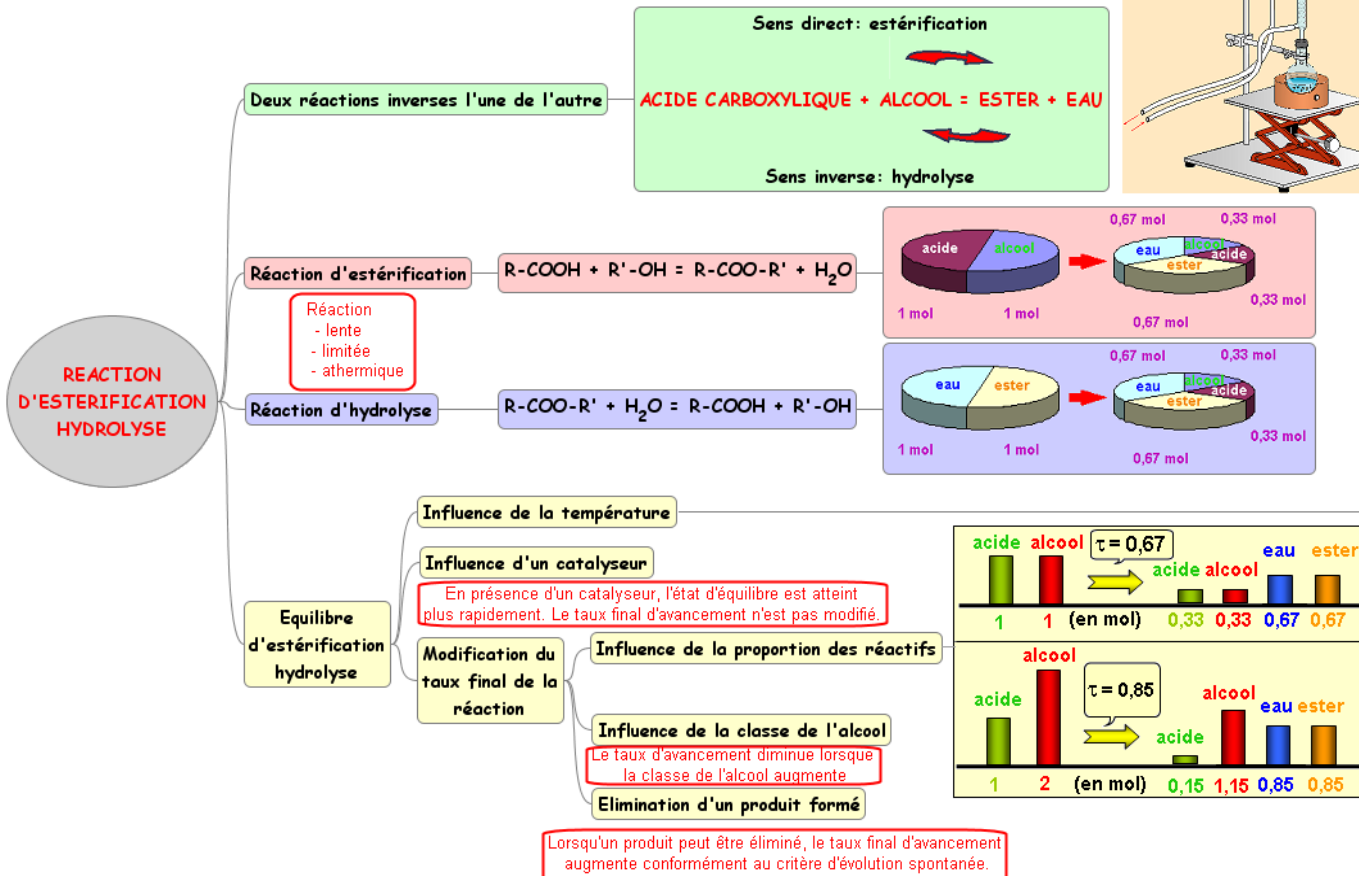 Sens direct: estérification
Deux réactions inverses l'une de l'autre
ACIDE CARBOXYLIQUE + ALCOOL = ESTER + EAU
Sens inverse: hydrolyse
REACTION
D'ESTERIFICATION
HYDROLYSE
Réaction d'estérification
R-COOH + R'-OH = R-COO-R' + H₂O
acide
alcool
1 mol
1 mol
0,67 mol
0,33 mol
eau
alcool
acide
ester
0,33 mol
0,67 mol
Réaction
- lente
- limitée
- athermique
Réaction d'hydrolyse
R-COO-R' + H₂O = R-COOH + R'-OH
eau
ester
1 mol
1 mol
0,67 mol
0,33 mol
eau
alcool
acide
ester
0,33 mol
0,67 mol
Equilibre
d'estérification
hydrolyse
Influence de la température
Influence d'un catalyseur
En présence d'un catalyseur, l'état d'équilibre est atteint
plus rapidement. Le taux final d'avancement n'est pas modifié.
Modification du
taux final de la
réaction
Influence de la proportion des réactifs
acide alcool τ = 0,67 acide alcool eau ester
1 1 (en mol) 0,33 0,33 0,67 0,67
acide alcool τ = 0,85 acide alcool eau ester
1 2 (en mol) 0,15 1,15 0,85 0,85
Influence de la classe de l'alcool
Le taux d'avancement diminue lorsque
la classe de l'alcool augmente
Elimination d'un produit formé
Lorsqu'un produit peut être éliminé, le taux final d'avancement
augmente conformément au critère d'évolution spontanée.